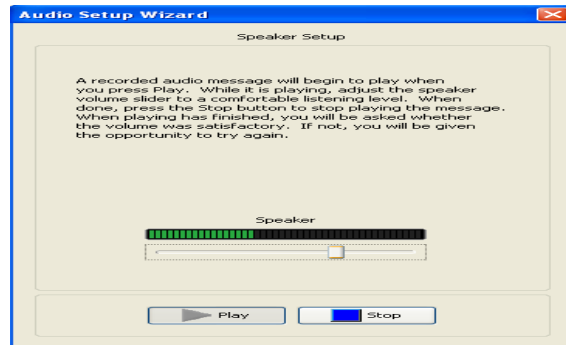 Audio Setup Wizard
Speaker Setup
A recorded audio message will begin to play when
you press Play. While it is playing, adjust the speaker
volume slider to a comfortable listening level. When
done, press the Stop button to stop playing the message.
When playing has finished, you will be asked whether
the volume was satisfactory. If not, you will be given
the opportunity to try again.
Speaker
Play
Stop